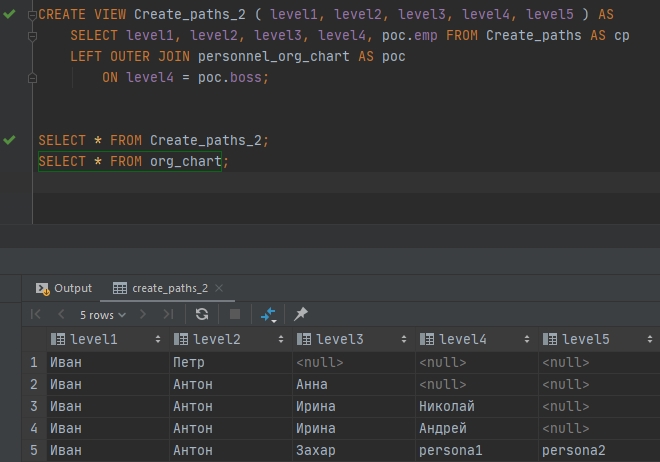 CREATE VIEW Create_paths_2 ( level1, level2, level3, level4, level5 ) AS
SELECT level1, level2, level3, level4, poc.emp FROM Create_paths AS cp
LEFT OUTER JOIN personnel_org_chart AS poc
ON level4 = poc.boss;
SELECT * FROM Create_paths_2;
SELECT * FROM org_chart;
Output create_paths_2
5 rows
level1 level2 level3 level4 level5
1 Иван Петр <null> <null> <null>
2 Иван Антон Анна <null> <null>
3 Иван Антон Ирина Николай <null>
4 Иван Антон Ирина Андрей <null>
5 Иван Антон Захар persona1 persona2